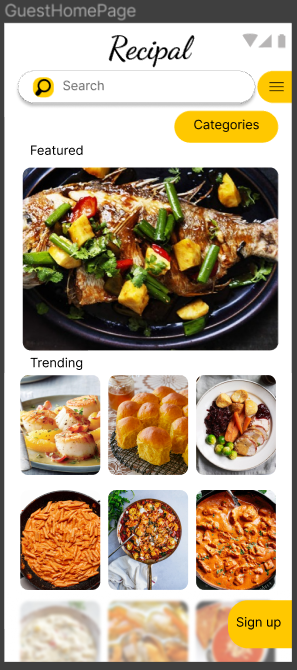 GuestHomePage
Recipal
Search
Categories
Featured
Trending
Sign up